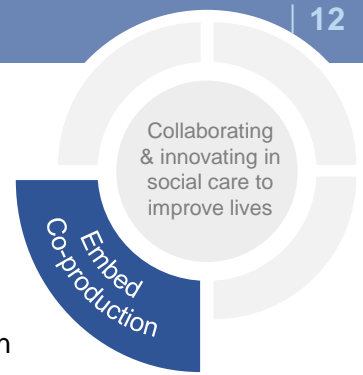 | 12
Collaborating
& innovating in
social care to
improve lives
Embed
Co-production